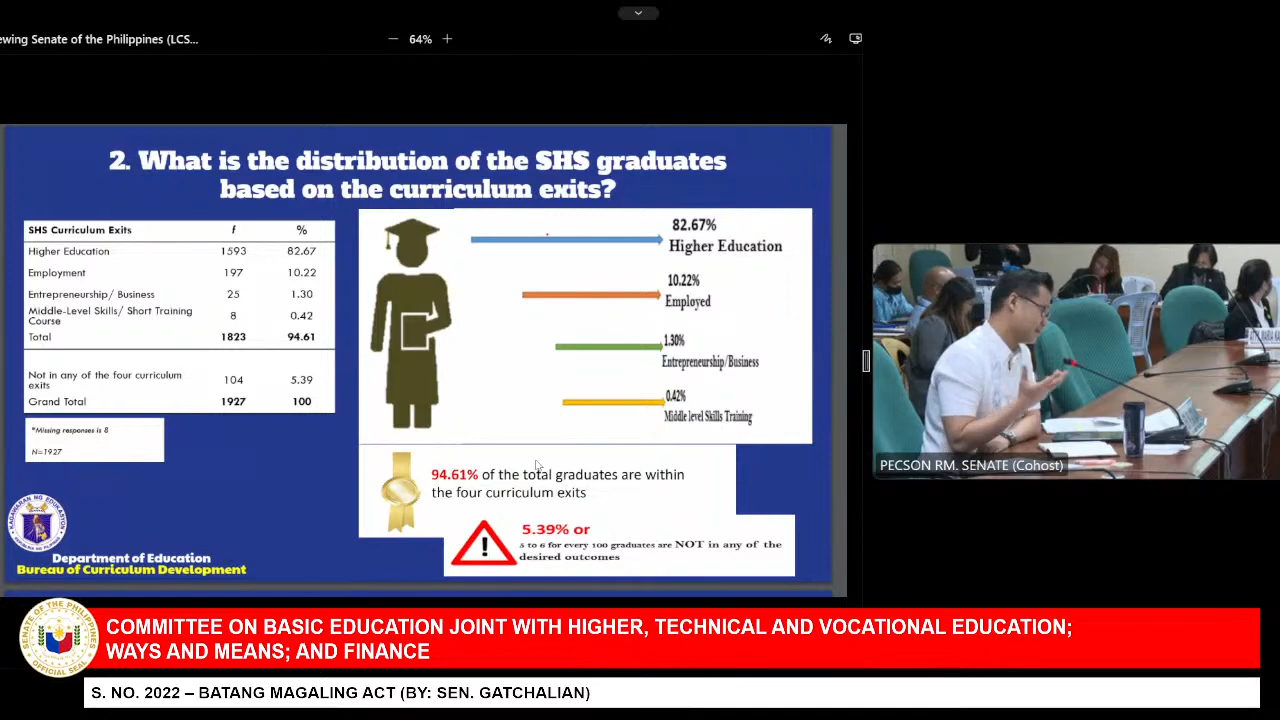 ewing Senate of the Philippines (LCS...
64%
2. What is the distribution of the SHS graduates
based on the curriculum exits?
SHS Curriculum Exits f %
Higher Education 1593 82.67
Employment 197 10.22
Entrepreneurship/ Business 25 1.30
Middle-Level Skills/ Short Training
Course 8 0.42
Total 1823 94.61
Not in any of the four curriculum
exits 104 5.39
Grand Total 1927 100
*Missing responses is 8
N=1927
82.67%
Higher Education
10.22%
Employed
1.30%
Entrepreneurship/Business
0.42%
Middle level Skills Training
94.61% of the total graduates are within
the four curriculum exits
5.39% or
5 to 6 for every 100 graduates are NOT in any of the
desired outcomes
Department of Education
Bureau of Curriculum Development
PECSON RM. SENATE (Cohost)
SENATE OF THE PHILIPPINES
OFFICIAL SEAL
COMMITTEE ON BASIC EDUCATION JOINT WITH HIGHER, TECHNICAL AND VOCATIONAL EDUCATION;
WAYS AND MEANS; AND FINANCE
S. NO. 2022 – BATANG MAGALING ACT (BY: SEN. GATCHALIAN)